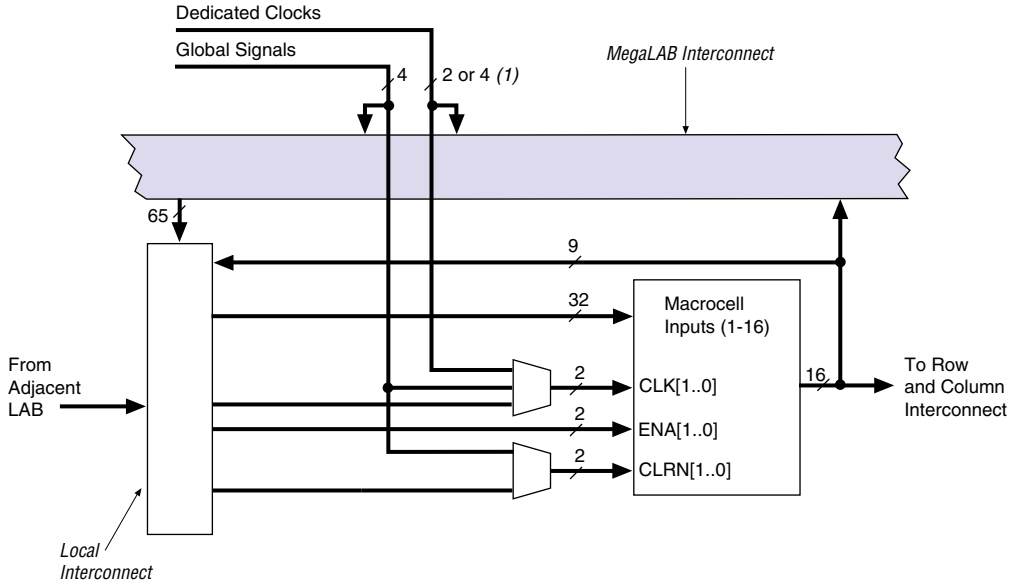 Dedicated Clocks
Global Signals
MegaLAB Interconnect
4
2 or 4 (1)
65
9
32
Macrocell
Inputs (1-16)
From
Adjacent
LAB
2
CLK[1..0]
16
To Row
and Column
Interconnect
2
ENA[1..0]
2
CLRN[1..0]
Local
Interconnect